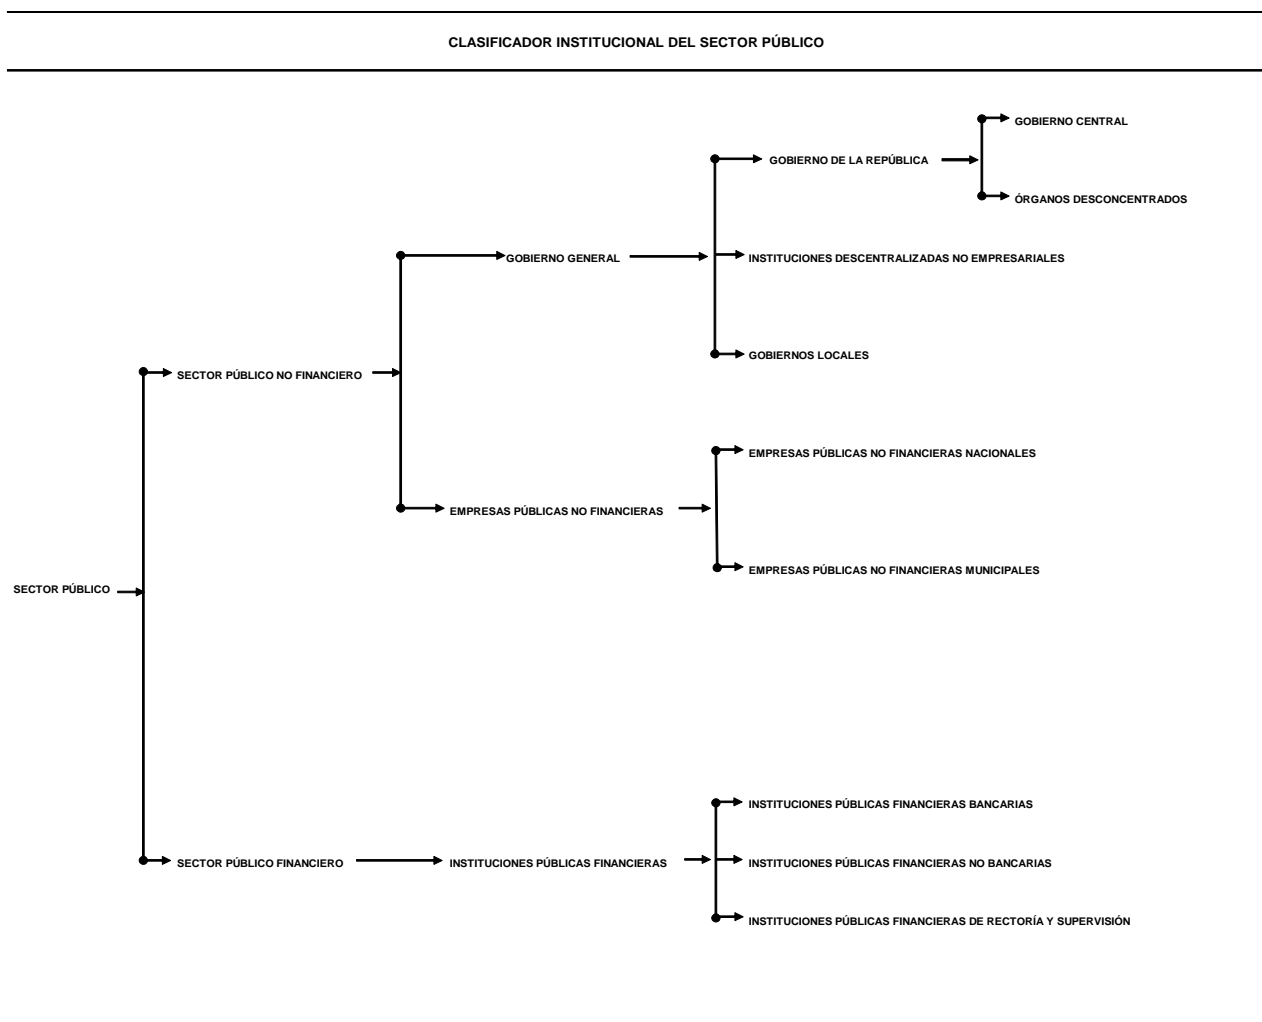 CLASIFICADOR INSTITUCIONAL DEL SECTOR PÚBLICO
GOBIERNO CENTRAL
GOBIERNO DE LA REPÚBLICA
ÓRGANOS DESCONCENTRADOS
GOBIERNO GENERAL
INSTITUCIONES DESCENTRALIZADAS NO EMPRESARIALES
GOBIERNOS LOCALES
SECTOR PÚBLICO NO FINANCIERO
EMPRESAS PÚBLICAS NO FINANCIERAS NACIONALES
EMPRESAS PÚBLICAS NO FINANCIERAS
EMPRESAS PÚBLICAS NO FINANCIERAS MUNICIPALES
SECTOR PÚBLICO
INSTITUCIONES PÚBLICAS FINANCIERAS BANCARIAS
SECTOR PÚBLICO FINANCIERO
INSTITUCIONES PÚBLICAS FINANCIERAS
INSTITUCIONES PÚBLICAS FINANCIERAS NO BANCARIAS
INSTITUCIONES PÚBLICAS FINANCIERAS DE RECTORÍA Y SUPERVISIÓN